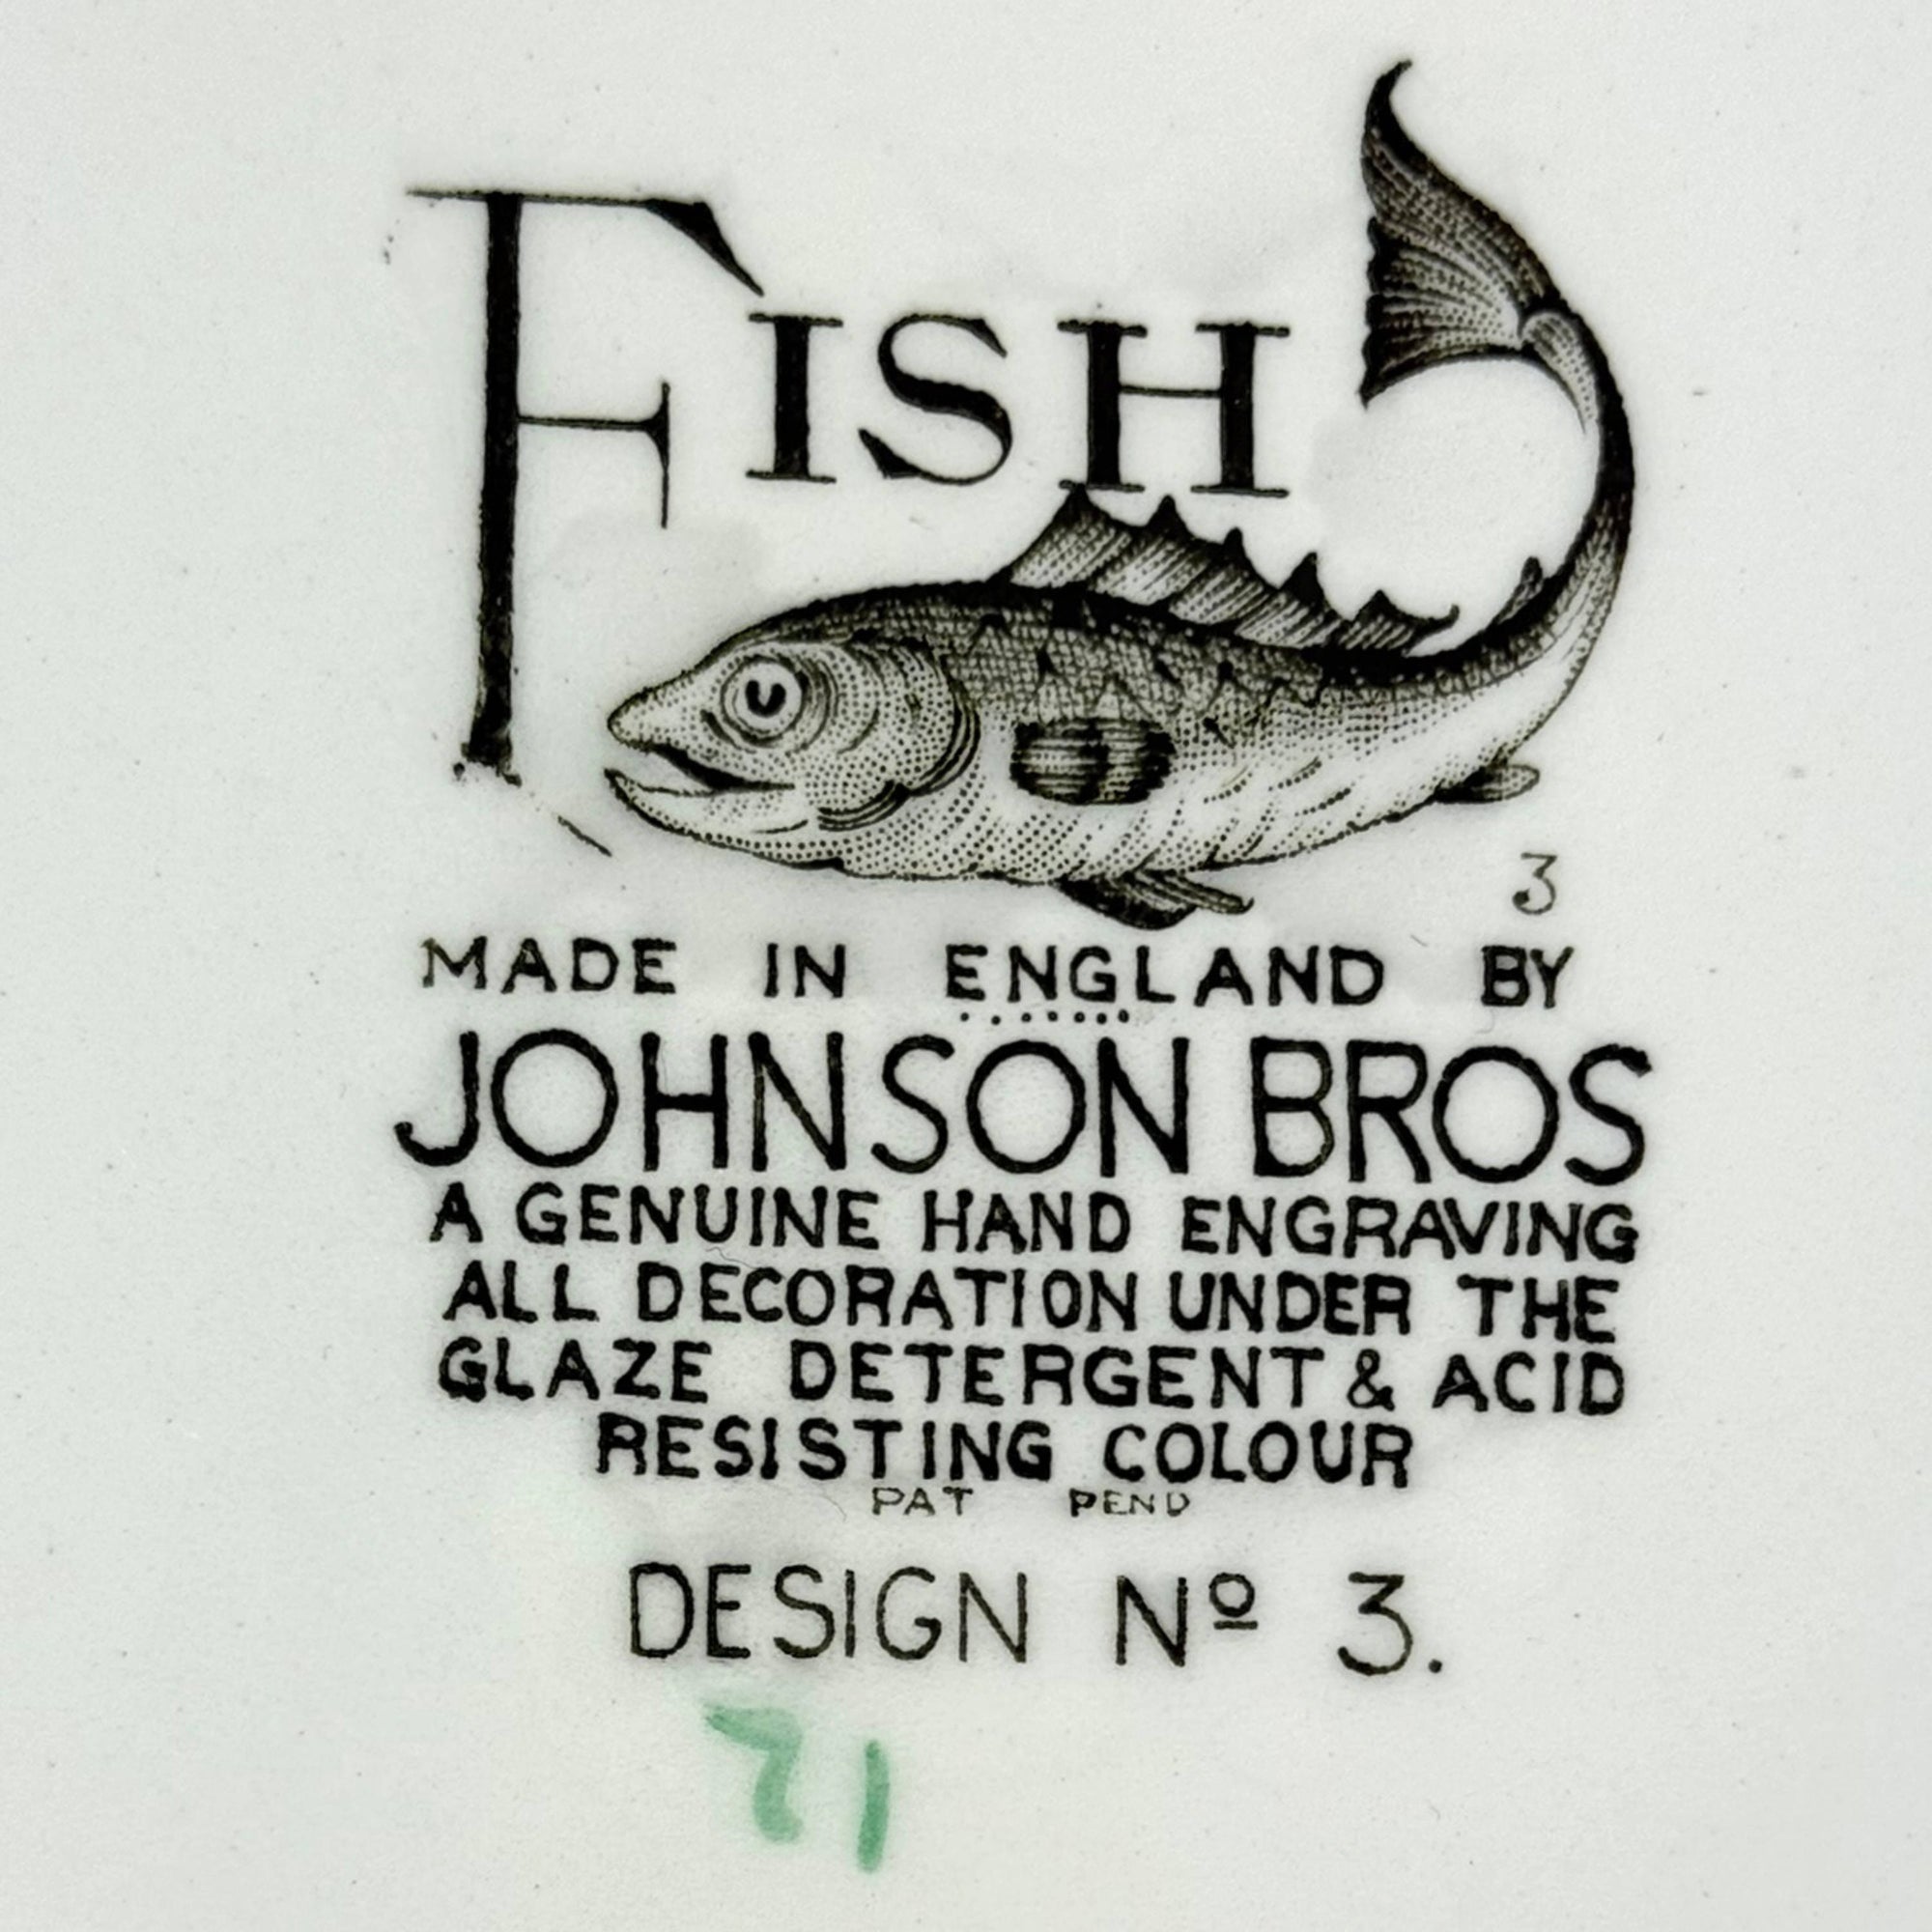 FISH
3
MADE IN ENGLAND BY
JOHNSON BROS
A GENUINE HAND ENGRAVING
ALL DECORATION UNDER THE
GLAZE DETERGENT & ACID
RESISTING COLOUR
PAT PEND
DESIGN Nº 3.